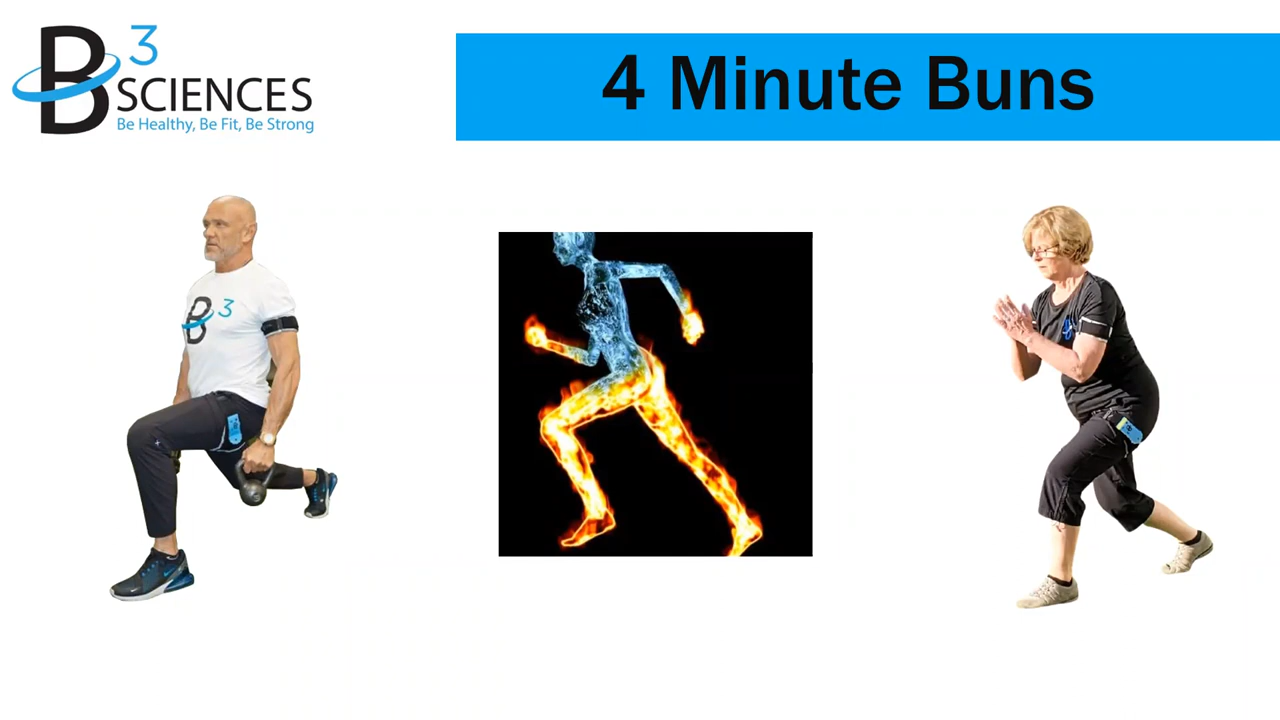 B3
SCIENCES
Be Healthy, Be Fit, Be Strong
4 Minute Buns
B3